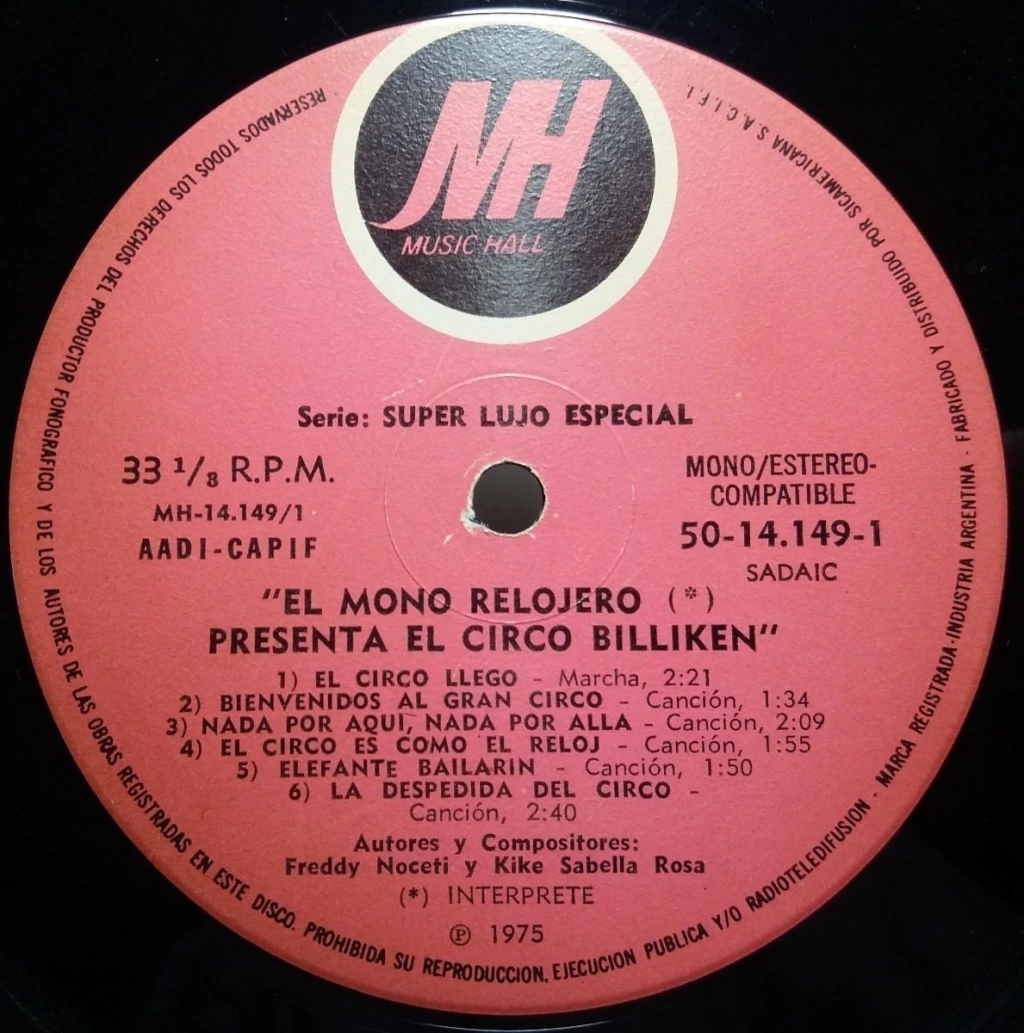 MH
MUSIC HALL
Serie: SUPER LUJO ESPECIAL
33 1/8 R.P.M.
MH-14.149/1
AADI-CAPIF
MONO/ESTEREO-
COMPATIBLE
50-14.149-1
SADAIC
"EL MONO RELOJERO (*)
PRESENTA EL CIRCO BILLIKEN"
1) EL CIRCO LLEGO - Marcha, 2:21
2) BIENVENIDOS AL GRAN CIRCO - Canción, 1:34
3) NADA POR AQUI, NADA POR ALLA - Canción, 2:09
4) EL CIRCO ES COMO EL RELOJ - Canción, 1:55
5) ELEFANTE BAILARIN - Canción, 1:50
6) LA DESPEDIDA DEL CIRCO -
Canción, 2:40
Autores y Compositores:
Freddy Noceti y Kike Sabella Rosa
(*) INTERPRETE
℗ 1975
RESERVADOS TODOS LOS DERECHOS DEL PRODUCTOR FONOGRAFICO Y DE LOS AUTORES DE LAS OBRAS REGISTRADAS EN ESTE DISCO. PROHIBIDA SU REPRODUCCION, EJECUCION PUBLICA Y/O RADIOTELEDIFUSION - MARCA REGISTRADA-INDUSTRIA ARGENTINA - FABRICADO Y DISTRIBUIDO POR SICAMERICANA S.A.C.I.F.I.